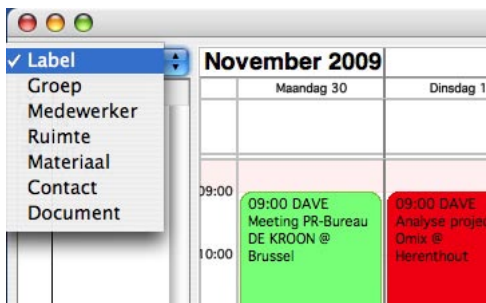 ✓ Label
Groep
Medewerker
Ruimte
Materiaal
Contact
Document
November 2009
Maandag 30
Dinsdag 1
09:00
10:00
09:00 DAVE
Meeting PR-Bureau
DE KROON @
Brussel
09:00 DAVE
Analyse projec
Omix @
Herenthout